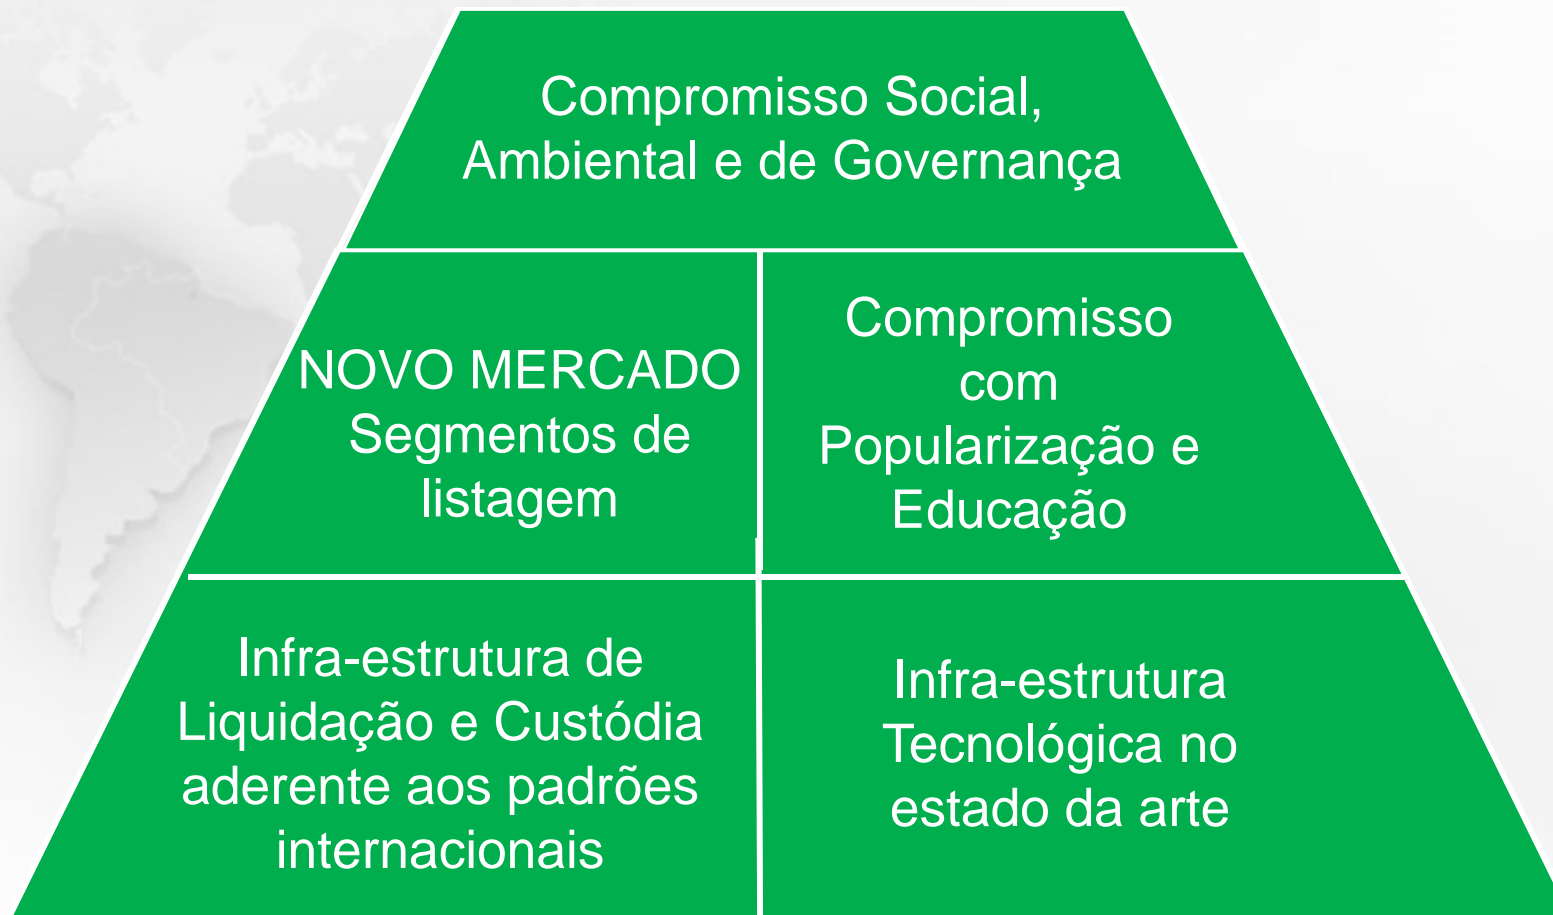 Compromisso Social,
Ambiental e de Governança
NOVO MERCADO
Segmentos de
listagem
Compromisso
com
Popularização e
Educação
Infra-estrutura de
Liquidação e Custódia
aderente aos padrões
internacionais
Infra-estrutura
Tecnológica no
estado da arte